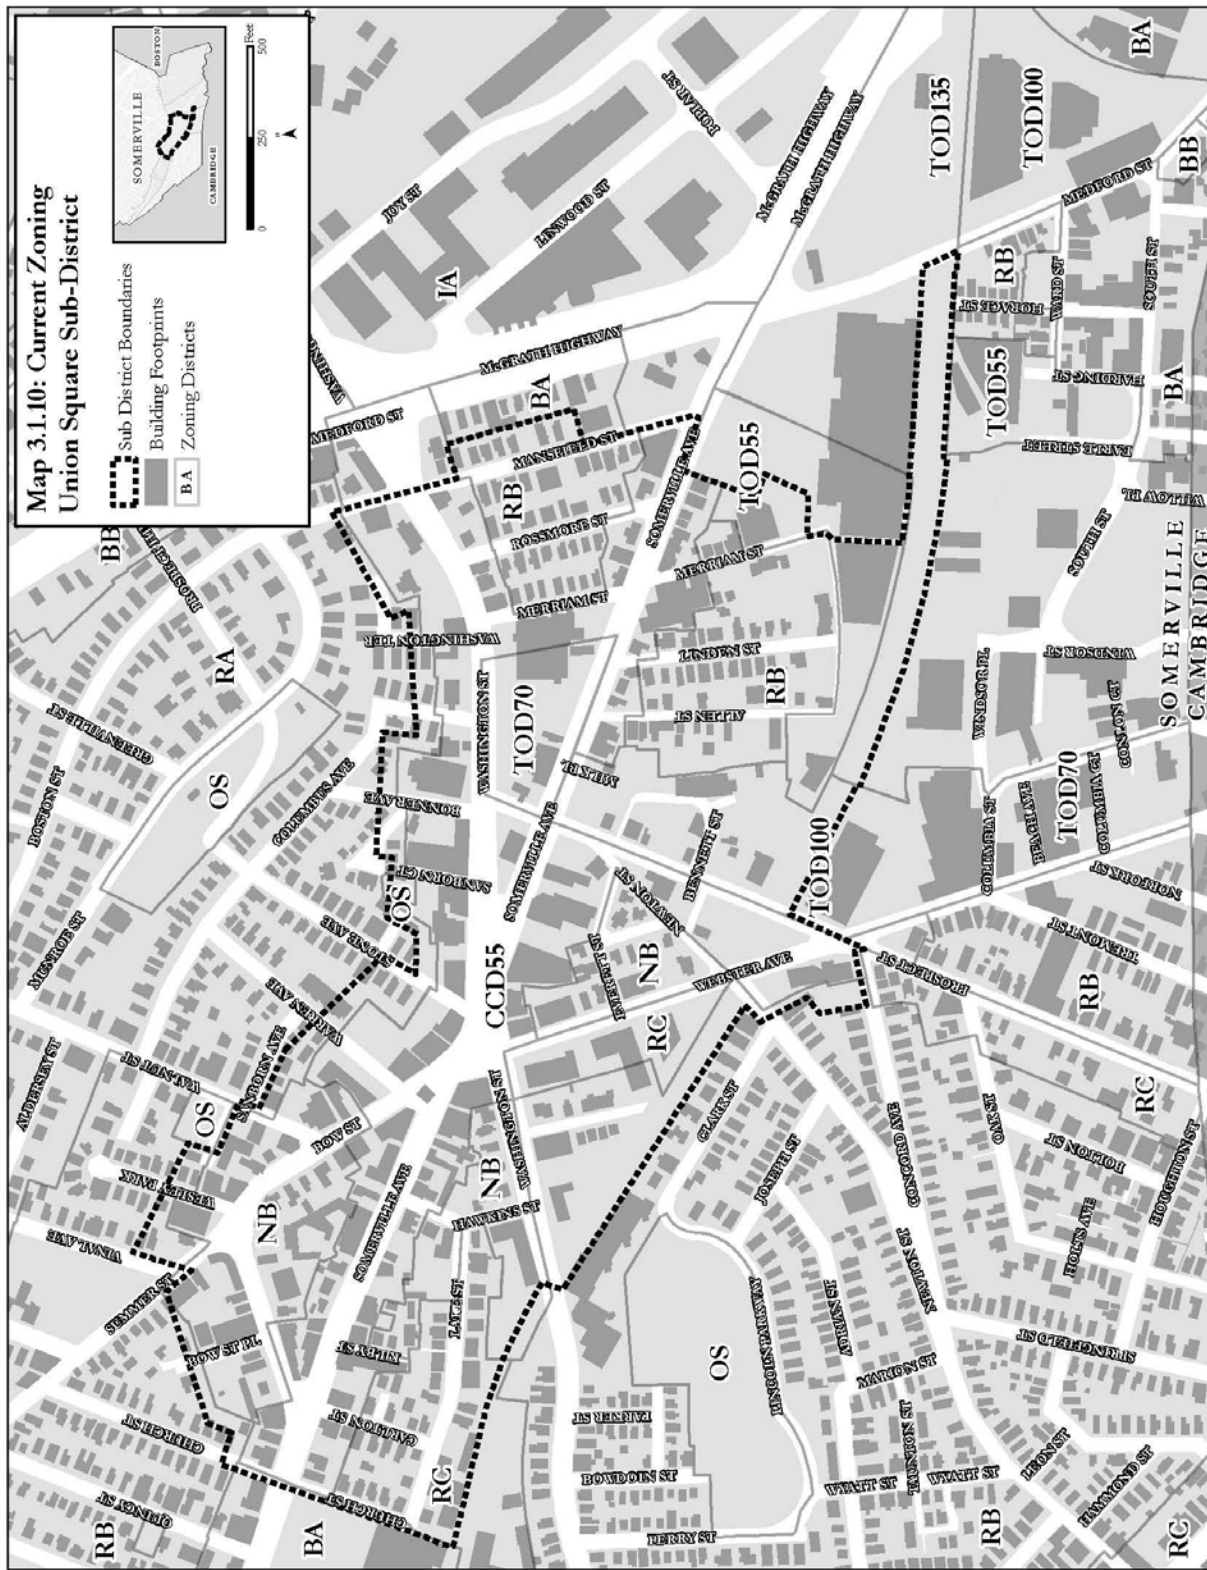 Map 3.1.10: Current Zoning
Union Square Sub-District
Sub District Boundaries
Building Footprints
BA
Zoning Districts
SOMERVILLE
BOSTON
CAMBRIDGE
0
250
500
Feet
RB
QUINCY ST
CHURCH ST
SUMMER ST
VINAL AVE
WESLEY PARK
ALDERSEY ST
WALNUT ST
MUNROE ST
BOSTON ST
GREENVILLE ST
RA
BB
OS
OS
OS
SANBORN AVE
WARREN AVE
STONE AVE
COLUMBUS AVE
BONNER AVE
SANBORN CT
WASHINGTON TER
MEDFORD ST
JOY ST
LINWOOD ST
POPLAR ST
IA
BA
McGRATH HIGHWAY
McGRATH HIGHWAY
McGRATH HIGHWAY
BA
CHURCH ST
BA
BOW ST PL
NB
BOW ST
SOMERVILLE AVE
RILEY ST
CARLTON ST
LAKE ST
HAWKINS ST
NB
WASHINGTON ST
CCD55
SOMERVILLE AVE
WASHINGTON ST
TOD70
MERRIAM ST
ROSSMORE ST
RB
MANSFIELD ST
SOMERVILLE AVE
MERRIAM ST
TOD55
RC
RC
EVERETT ST
NB
NEWTON ST
BENNETT ST
WEBSTER AVE
MILK PL
ALLEN ST
LINDEN ST
RB
TOD100
TOD135
TOD100
MEDFORD ST
BB
RB
HORACE ST
WARD ST
SOUTH ST
HARDING ST
TOD55
BA
EARLE STREET
WILLOW PL
SOUTH ST
WINDSOR ST
WINDSOR PL
SOMERVILLE
CAMBRIDGE
COLUMBIA ST
BEACH AVE
TOD70
COLUMBIA CT
CONLON CT
NORFORK ST
TREMONT ST
RB
PROSPECT ST
RC
CLARK ST
JOSEPH ST
CONCORD AVE
OAK ST
BOLTON ST
HOUGHTON ST
HOLTS AVE
NEWTON ST
SPRINGFIELD ST
OS
LINCOLN PARKWAY
ADRIAN ST
MARION ST
PARKER ST
BOWDOIN ST
PERRY ST
WYATT ST
TAUNTON ST
WYATT ST
LEON ST
HAMMOND ST
RB
RC